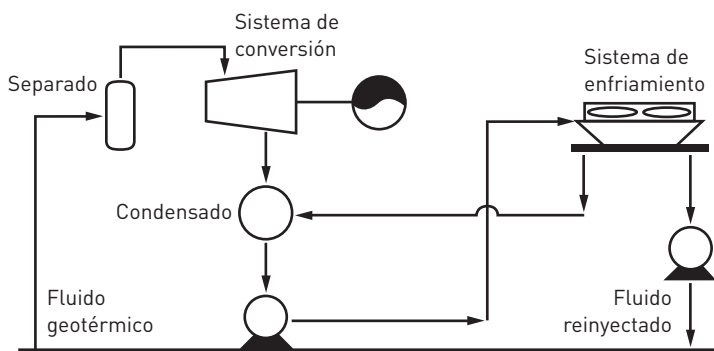 Sistema de
conversión
Separado
Sistema de
enfriamiento
Condensado
Fluido
geotérmico
Fluido
reinyectado